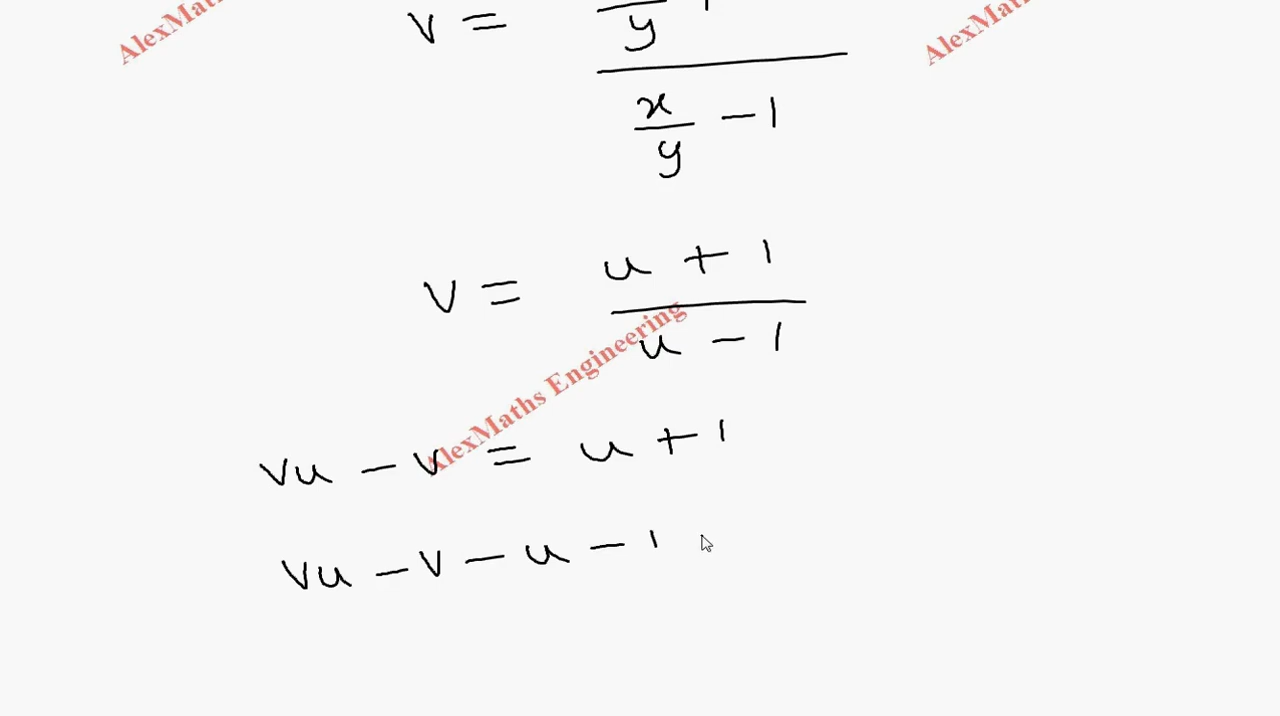 AlexMat
AlexMat
v =
y
x
y
- 1
v = u + 1
u - 1
AlexMaths Engineering
vu - v = u + 1
vu - v - u - 1